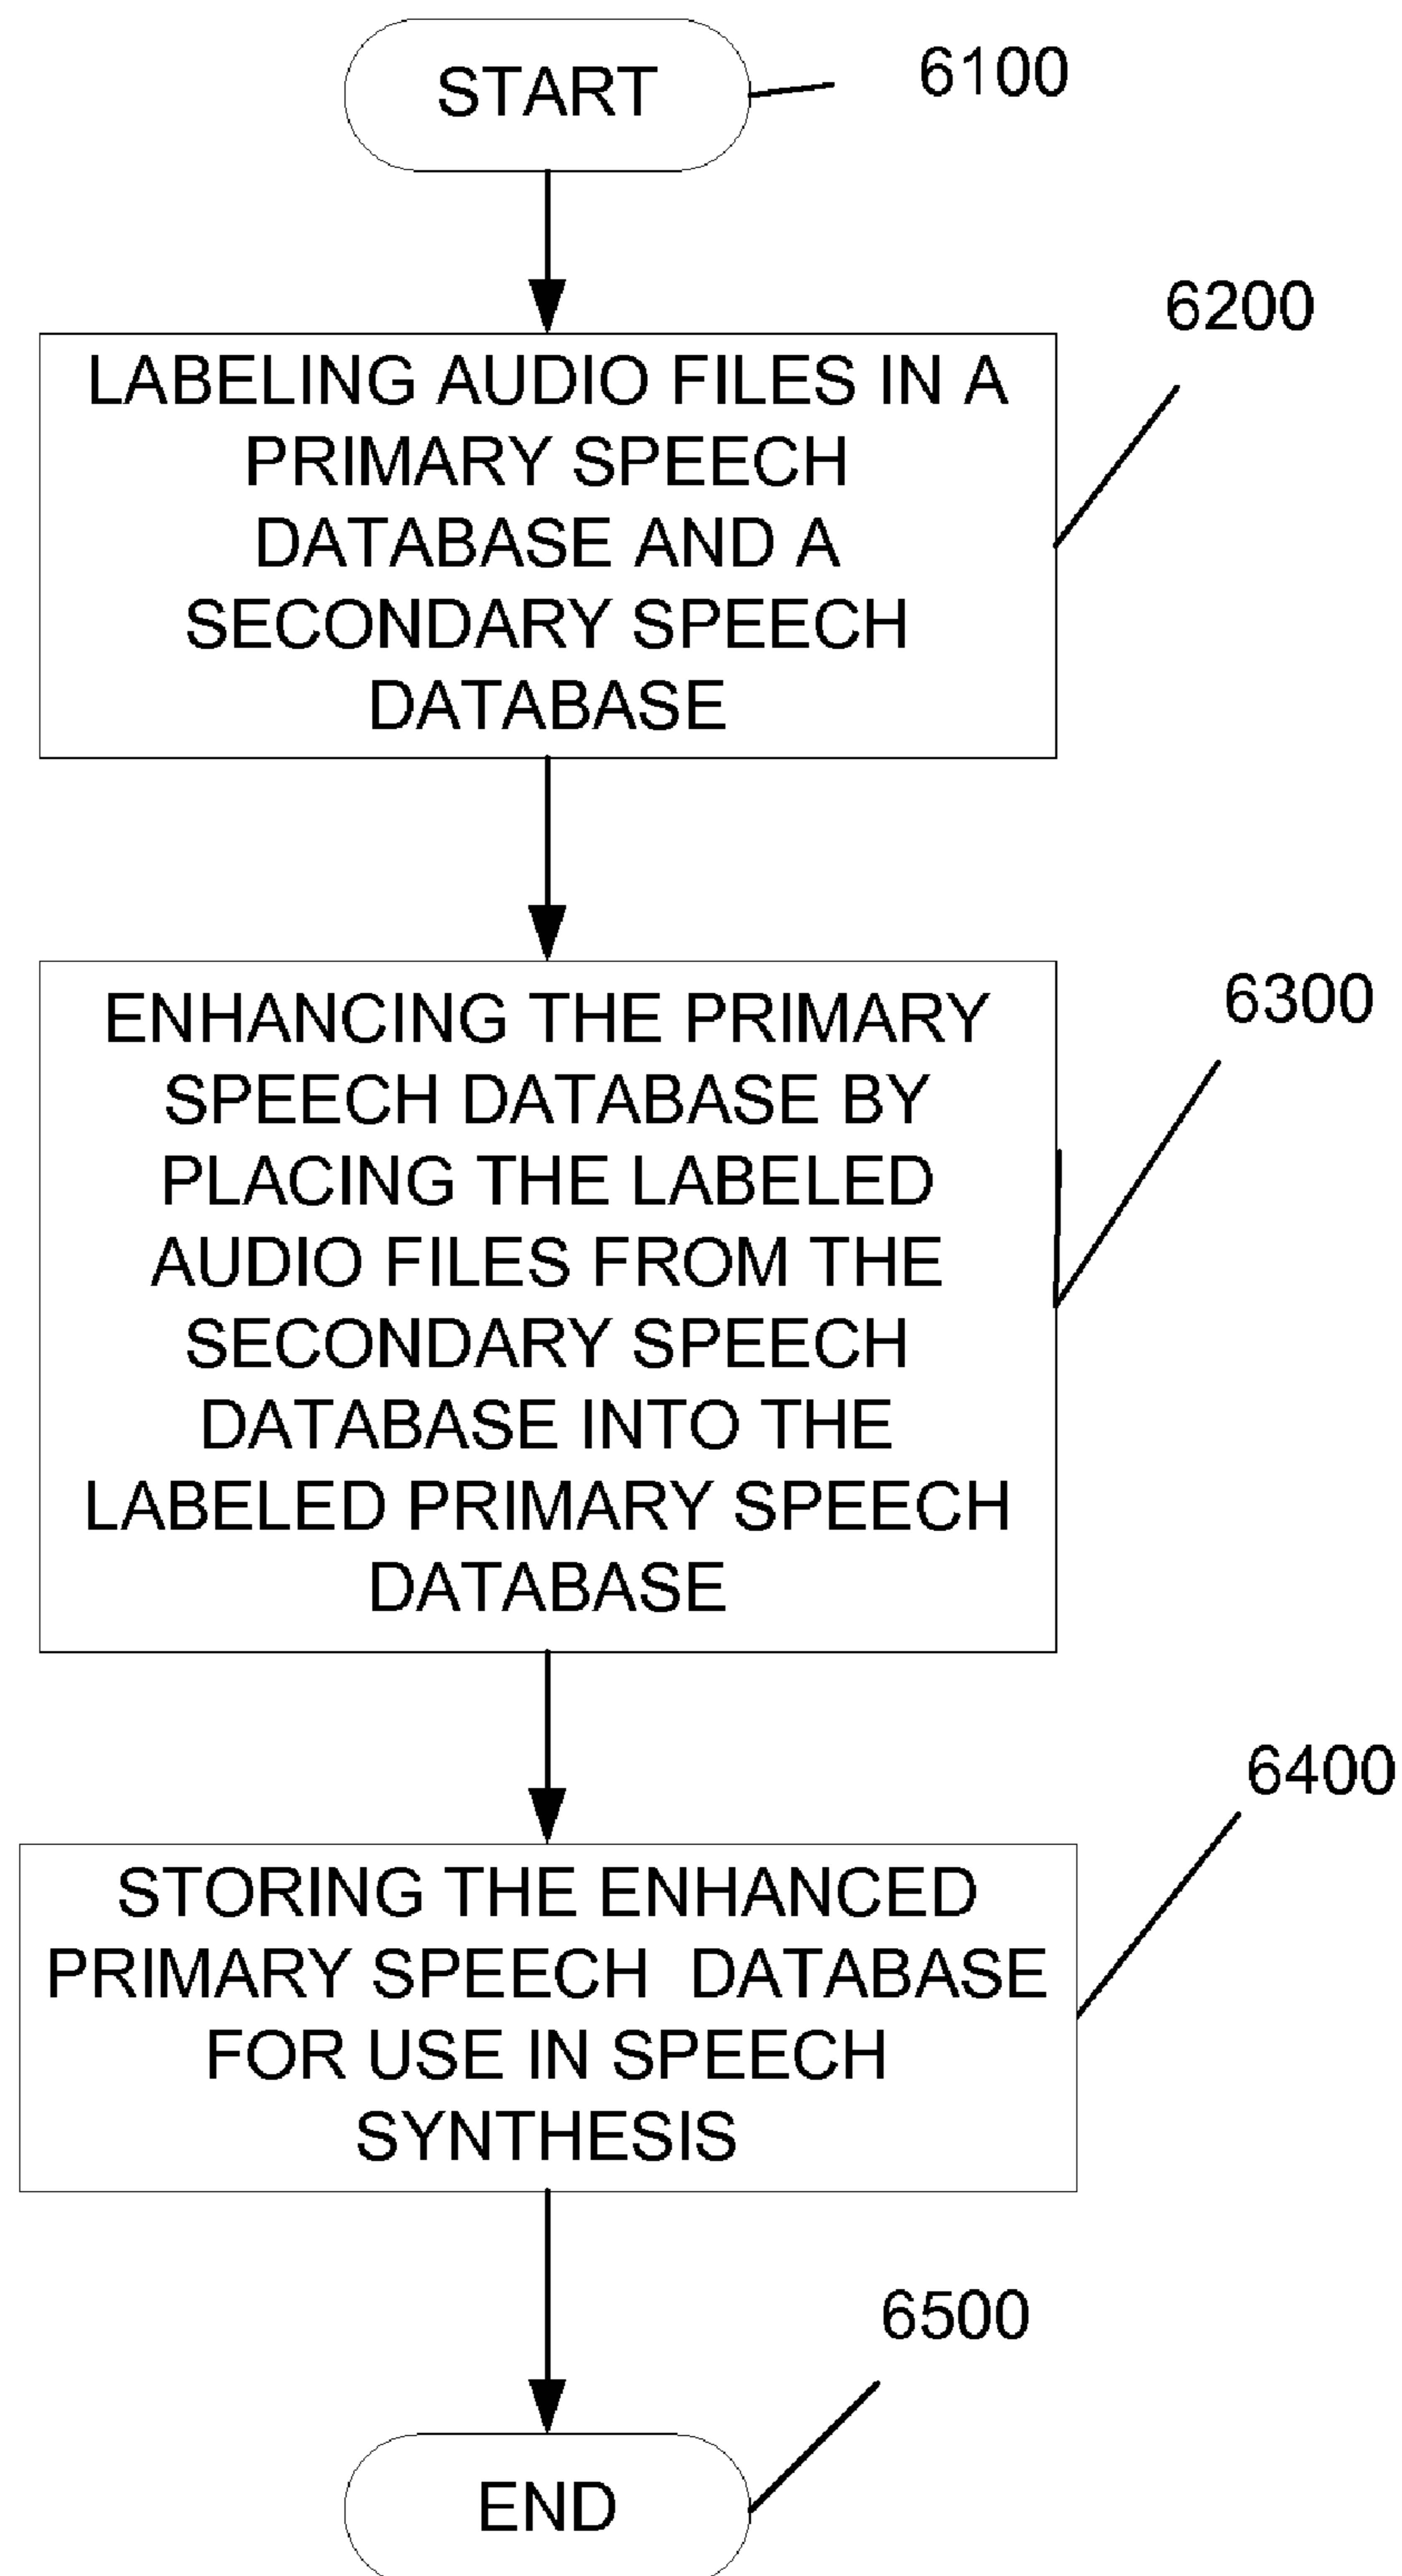 START
6100
6200
LABELING AUDIO FILES IN A
PRIMARY SPEECH
DATABASE AND A
SECONDARY SPEECH
DATABASE
6300
ENHANCING THE PRIMARY
SPEECH DATABASE BY
PLACING THE LABELED
AUDIO FILES FROM THE
SECONDARY SPEECH
DATABASE INTO THE
LABELED PRIMARY SPEECH
DATABASE
6400
STORING THE ENHANCED
PRIMARY SPEECH DATABASE
FOR USE IN SPEECH
SYNTHESIS
6500
END